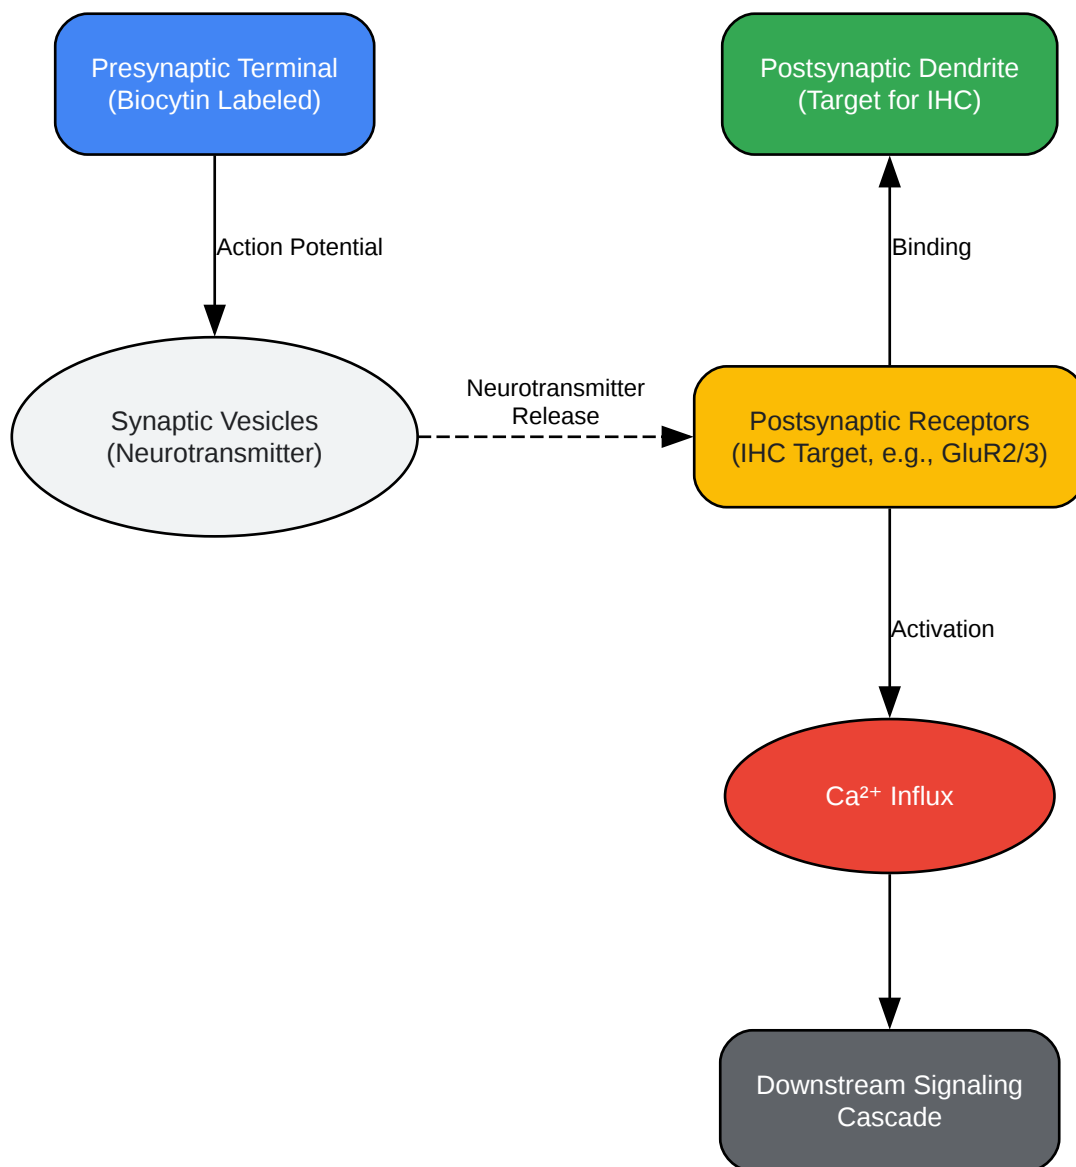 Presynaptic Terminal
(Biocytin Labeled)
Postsynaptic Dendrite
(Target for IHC)
Action Potential
Binding
Synaptic Vesicles
(Neurotransmitter)
Neurotransmitter
Release
Postsynaptic Receptors
(IHC Target, e.g., GluR2/3)
Activation
Ca²⁺ Influx
Downstream Signaling
Cascade